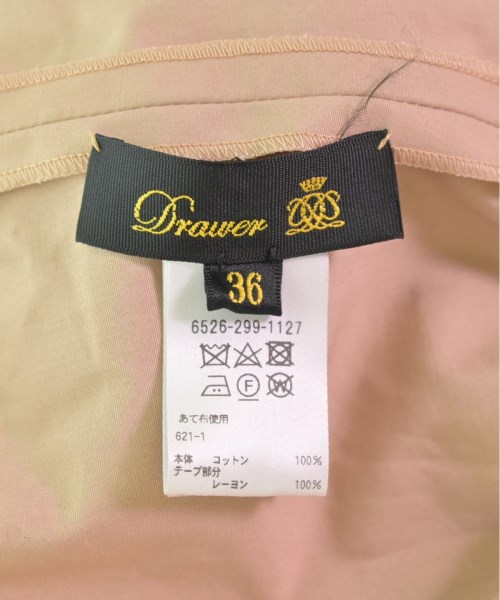 Drawer
36
6526-299-1127
F W
あて布使用
621-1
本体 コットン 100%
テープ部分
レーヨン 100%